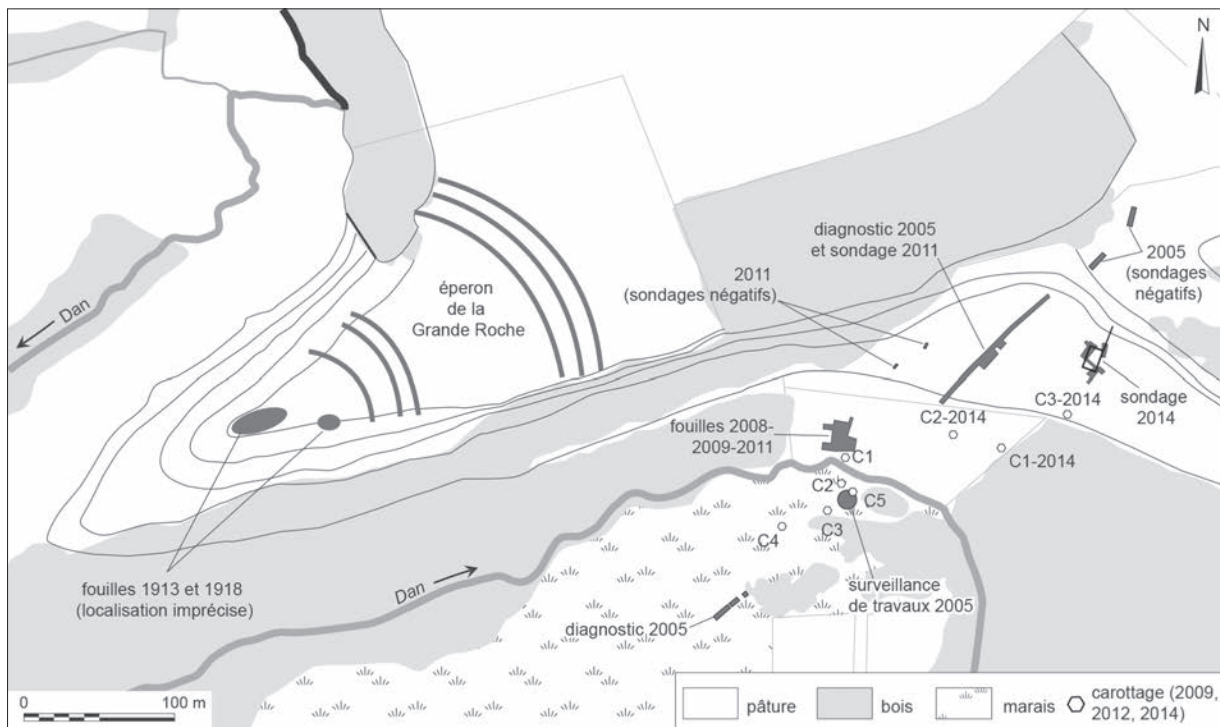 N
diagnostic 2005
et sondage 2011
2005
(sondages
négatifs)
2011
(sondages négatifs)
éperon
de la
Grande Roche
Dan
sondage
2014
C3-2014
C2-2014
C1-2014
fouilles 2008-
2009-2011
C1
C2
b
C5
C3
C4
fouilles 1913 et 1918
(localisation imprécise)
Dan
surveillance
de travaux 2005
diagnostic 2005
0 100 m
pâture bois marais carottage (2009,
2012, 2014)